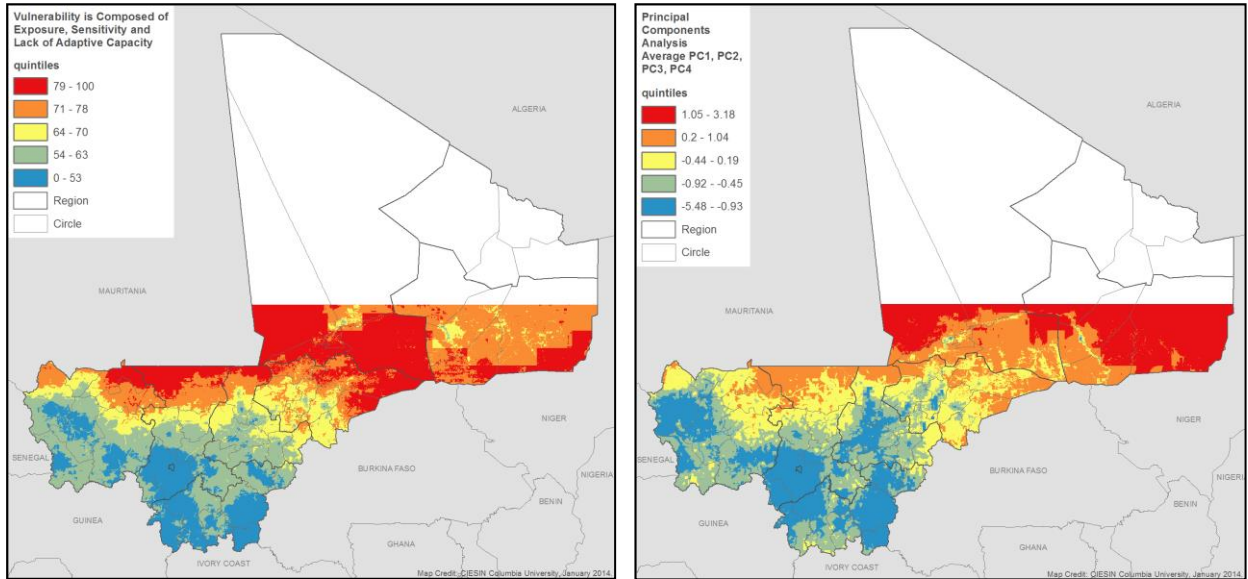 Vulnerability is Composed of
Exposure, Sensitivity and
Lack of Adaptive Capacity
quintiles
79 - 100
71 - 78
64 - 70
54 - 63
0 - 53
Region
Circle
ALGERIA
MAURITANIA
NIGER
SENEGAL
BURKINA FASO
NIGERIA
BENIN
GUINEA
GHANA
IVORY COAST
Map Credit: CIESIN Columbia University, January 2014.
Principal
Components
Analysis
Average PC1, PC2,
PC3, PC4
quintiles
1.05 - 3.18
0.2 - 1.04
-0.44 - 0.19
-0.92 - -0.45
-5.48 - -0.93
Region
Circle
ALGERIA
MAURITANIA
NIGER
SENEGAL
BURKINA FASO
NIGERIA
BENIN
GUINEA
GHANA
IVORY COAST
Map Credit: CIESIN Columbia University, January 2014.